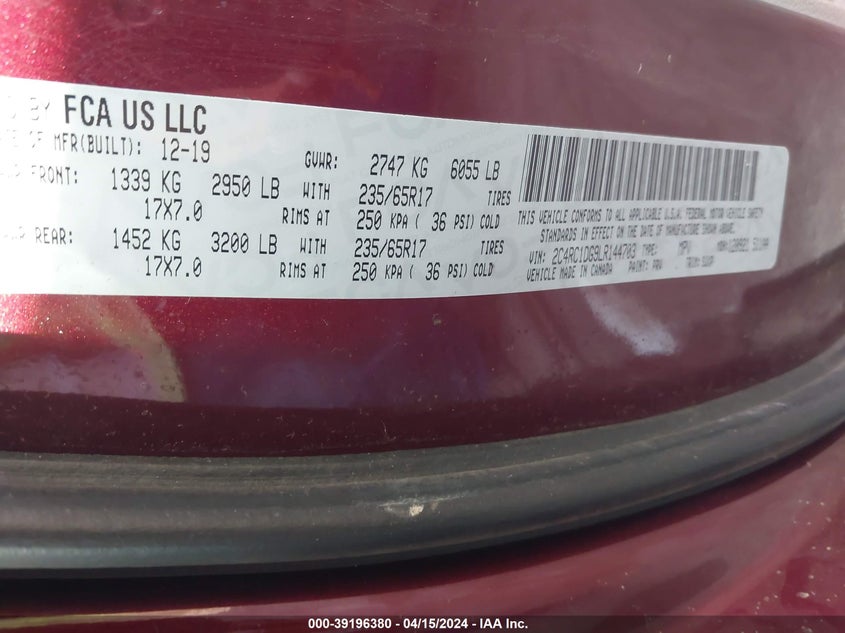 BY FCA US LLC
OF MFR(BUILT): 12-19
GVWR: 2747 KG 6055 LB
FRONT: 1339 KG 2950 LB WITH 235/65R17 TIRES
17X7.0 RIMS AT 250 KPA ( 36 PSI) COLD
REAR: 1452 KG 3200 LB WITH 235/65R17 TIRES
17X7.0 RIMS AT 250 KPA ( 36 PSI) COLD
THIS VEHICLE CONFORMS TO ALL APPLICABLE U.S.A. FEDERAL MOTOR VEHICLE SAFETY
STANDARDS IN EFFECT ON THE DATE OF MANUFACTURE SHOWN ABOVE.
VIN: 2C4RC1DG9LR144703 TYPE: MPV
MADE IN CANADA PAINT: PRV TRIM:
000-39196380 - 04/15/2024 - IAA Inc.